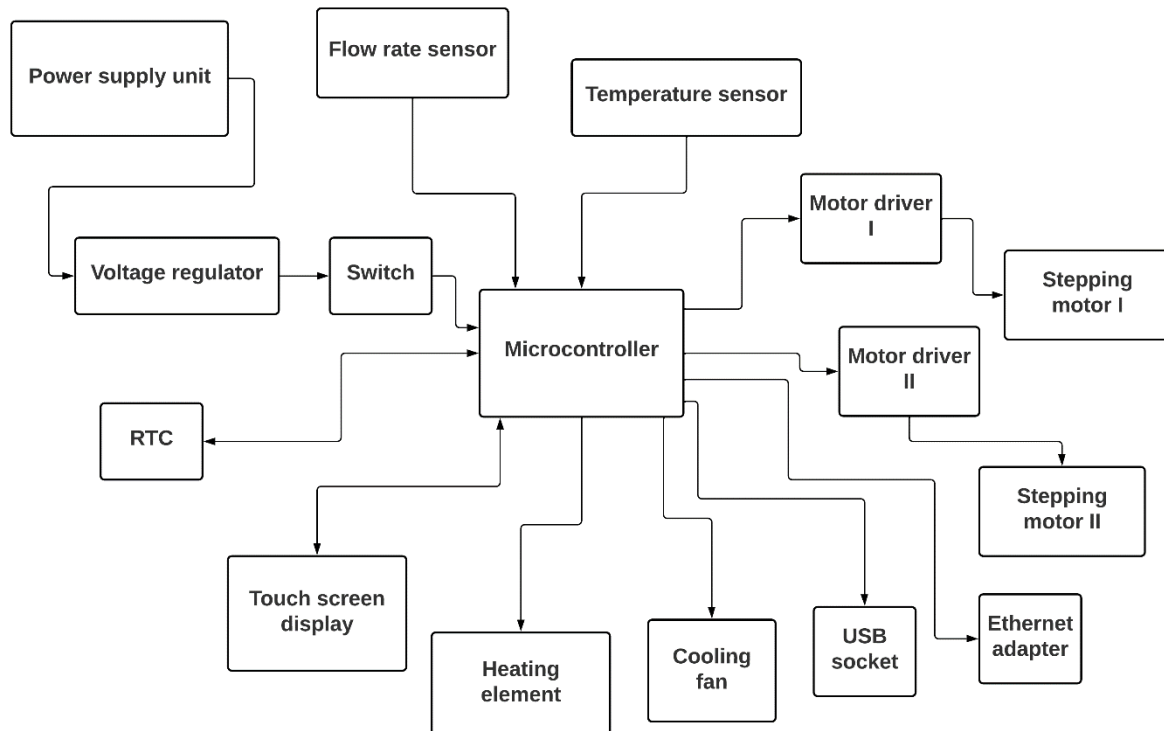 Power supply unit
Flow rate sensor
Temperature sensor
Motor driver
I
Voltage regulator
Switch
Stepping
motor I
Microcontroller
Motor driver
II
RTC
Stepping
motor II
Touch screen
display
Heating
element
Cooling
fan
USB
socket
Ethernet
adapter